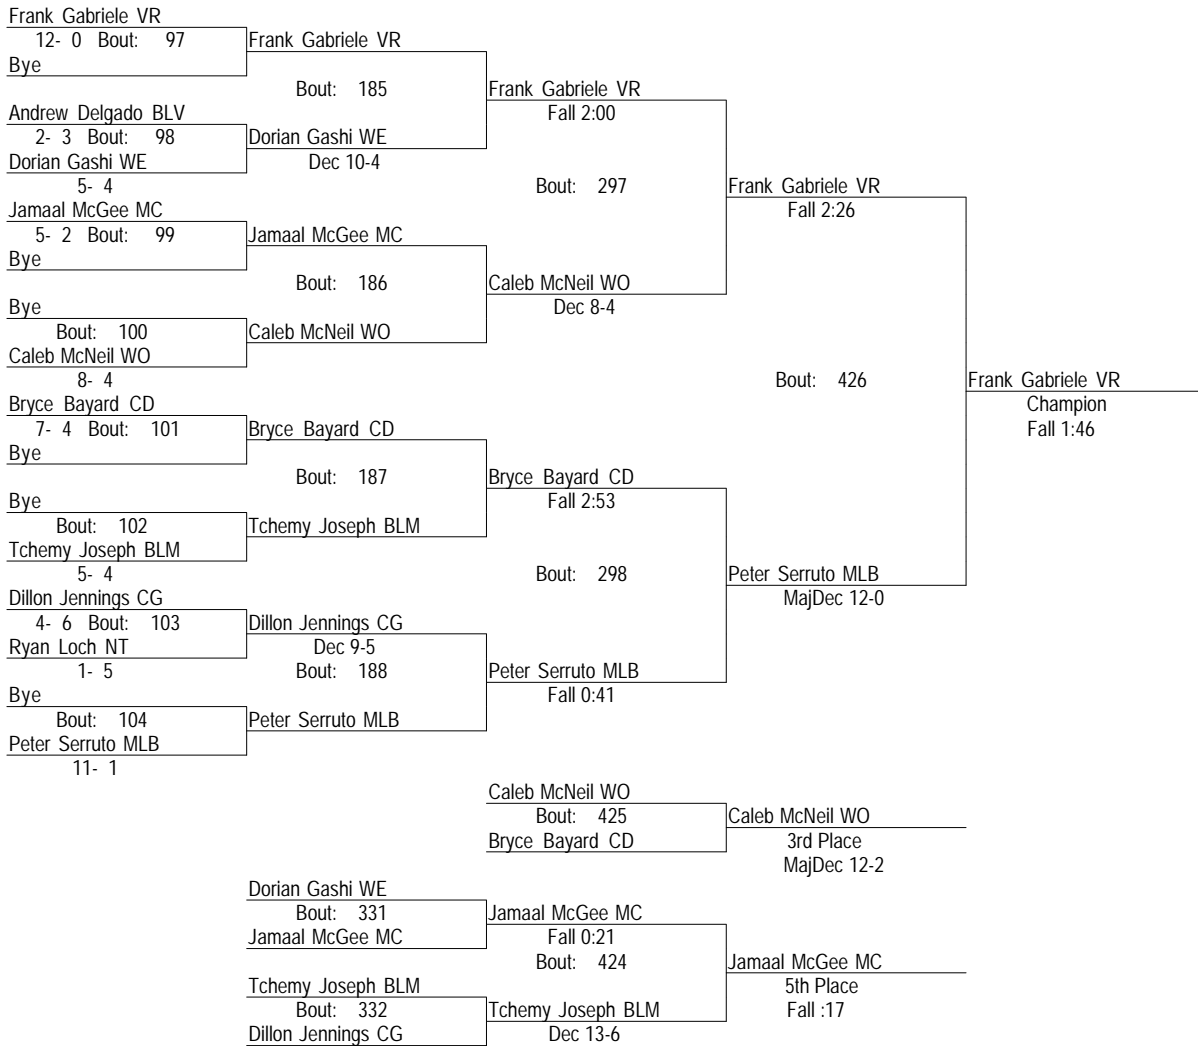 Frank Gabriele VR
12- 0 Bout: 97
Bye
Frank Gabriele VR
Bout: 185
Andrew Delgado BLV
2- 3 Bout: 98
Dorian Gashi WE
5- 4
Dorian Gashi WE
Dec 10-4
Frank Gabriele VR
Fall 2:00
Bout: 297
Jamaal McGee MC
5- 2 Bout: 99
Bye
Jamaal McGee MC
Bout: 186
Bye
Bout: 100
Caleb McNeil WO
8- 4
Caleb McNeil WO
Caleb McNeil WO
Dec 8-4
Frank Gabriele VR
Fall 2:26
Bout: 426
Bryce Bayard CD
7- 4 Bout: 101
Bye
Bryce Bayard CD
Bout: 187
Bye
Bout: 102
Tchemy Joseph BLM
5- 4
Tchemy Joseph BLM
Bryce Bayard CD
Fall 2:53
Bout: 298
Dillon Jennings CG
4- 6 Bout: 103
Ryan Loch NT
1- 5
Dillon Jennings CG
Dec 9-5
Bout: 188
Bye
Bout: 104
Peter Serruto MLB
11- 1
Peter Serruto MLB
Peter Serruto MLB
Fall 0:41
Peter Serruto MLB
MajDec 12-0
Frank Gabriele VR
Champion
Fall 1:46
Caleb McNeil WO
Bout: 425
Bryce Bayard CD
Caleb McNeil WO
3rd Place
MajDec 12-2
Dorian Gashi WE
Bout: 331
Jamaal McGee MC
Jamaal McGee MC
Fall 0:21
Bout: 424
Tchemy Joseph BLM
Bout: 332
Dillon Jennings CG
Tchemy Joseph BLM
Dec 13-6
Jamaal McGee MC
5th Place
Fall :17